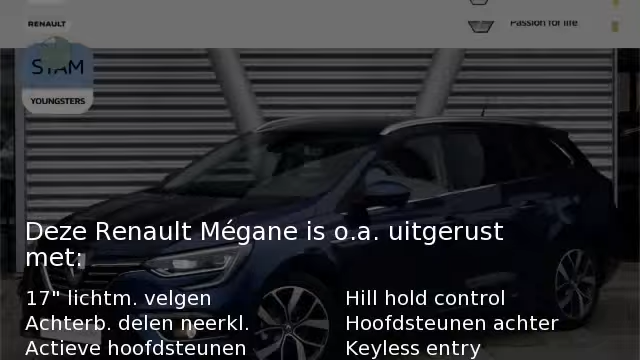 RENAULT
Passion for life
STAM
YOUNGSTERS
Deze Renault Mégane is o.a. uitgerust
met:
17" lichtm. velgen
Achterb. delen neerkl.
Actieve hoofdsteunen
Hill hold control
Hoofdsteunen achter
Keyless entry